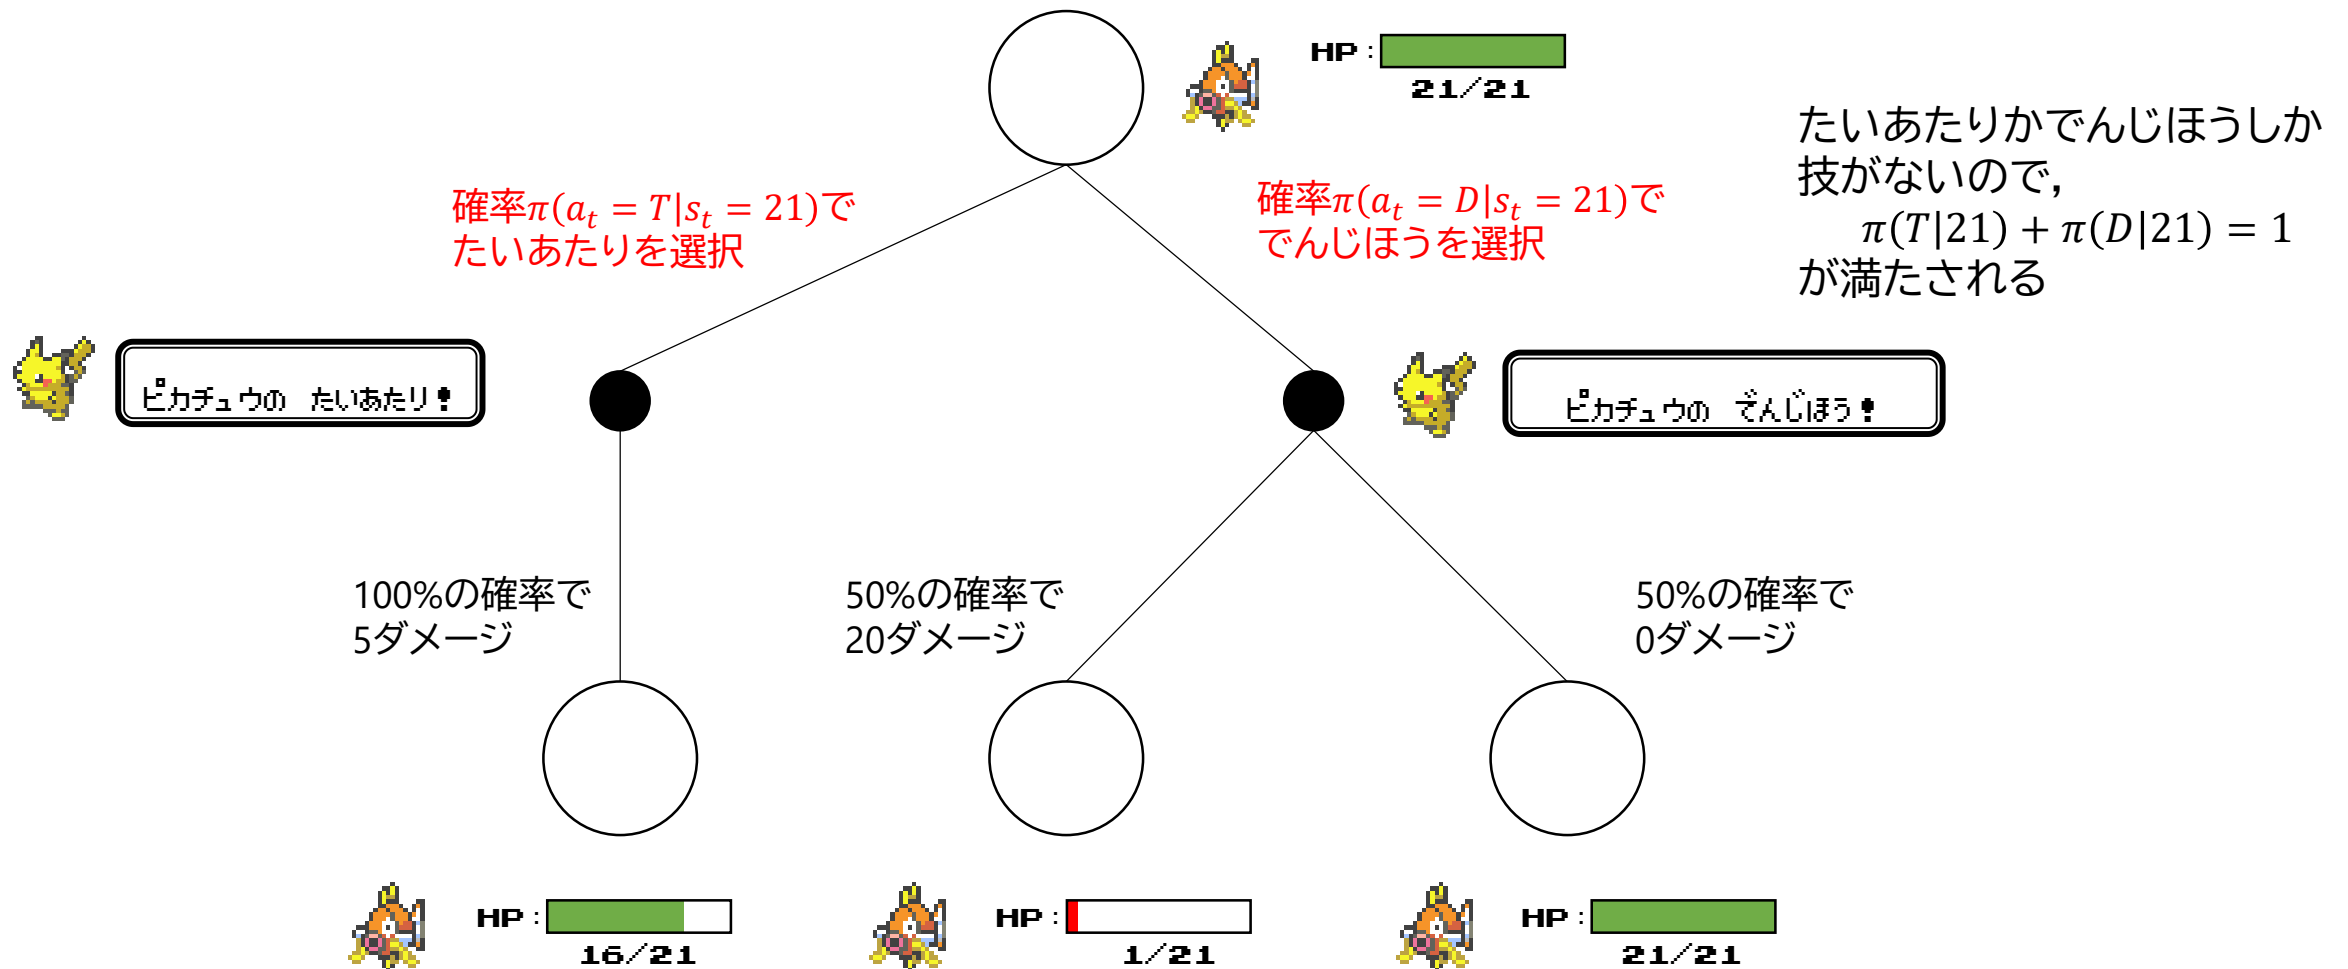 HP :
21/21
たいあたりかでんじほうしか
技がないので,
π(T|21) + π(D|21) = 1
が満たされる
確率π(a_t = T|s_t = 21)で
たいあたりを選択
確率π(a_t = D|s_t = 21)で
でんじほうを選択
ピカチュウの たいあたり!
ピカチュウの でんじほう!
100%の確率で
5ダメージ
50%の確率で
20ダメージ
50%の確率で
0ダメージ
HP :
16/21
HP :
1/21
HP :
21/21